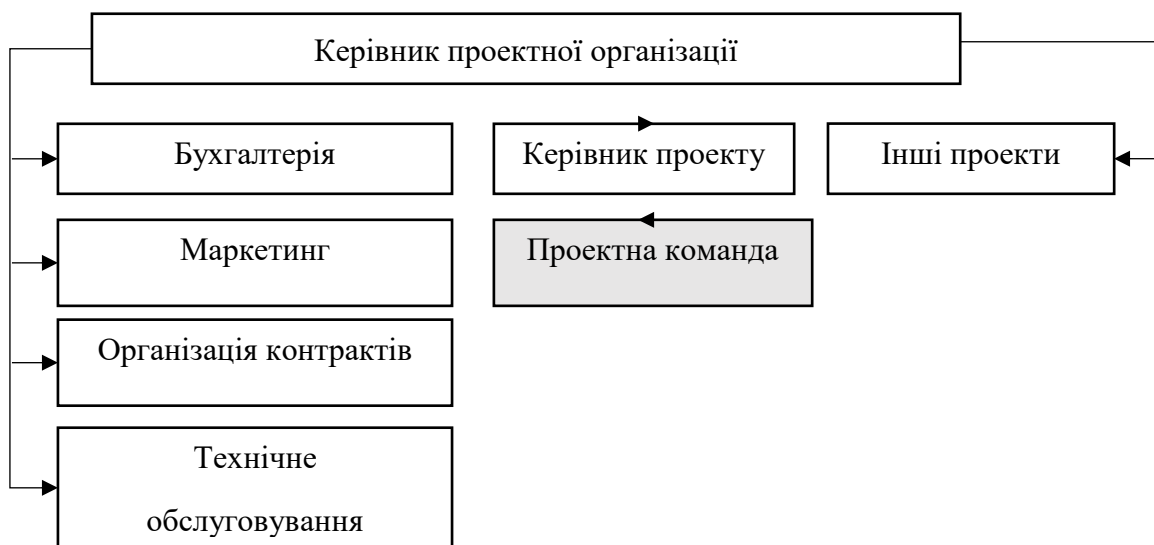 Керівник проектної організації
Бухгалтерія
Керівник проекту
Інші проекти
Маркетинг
Проектна команда
Організація контрактів
Технічне
обслуговування